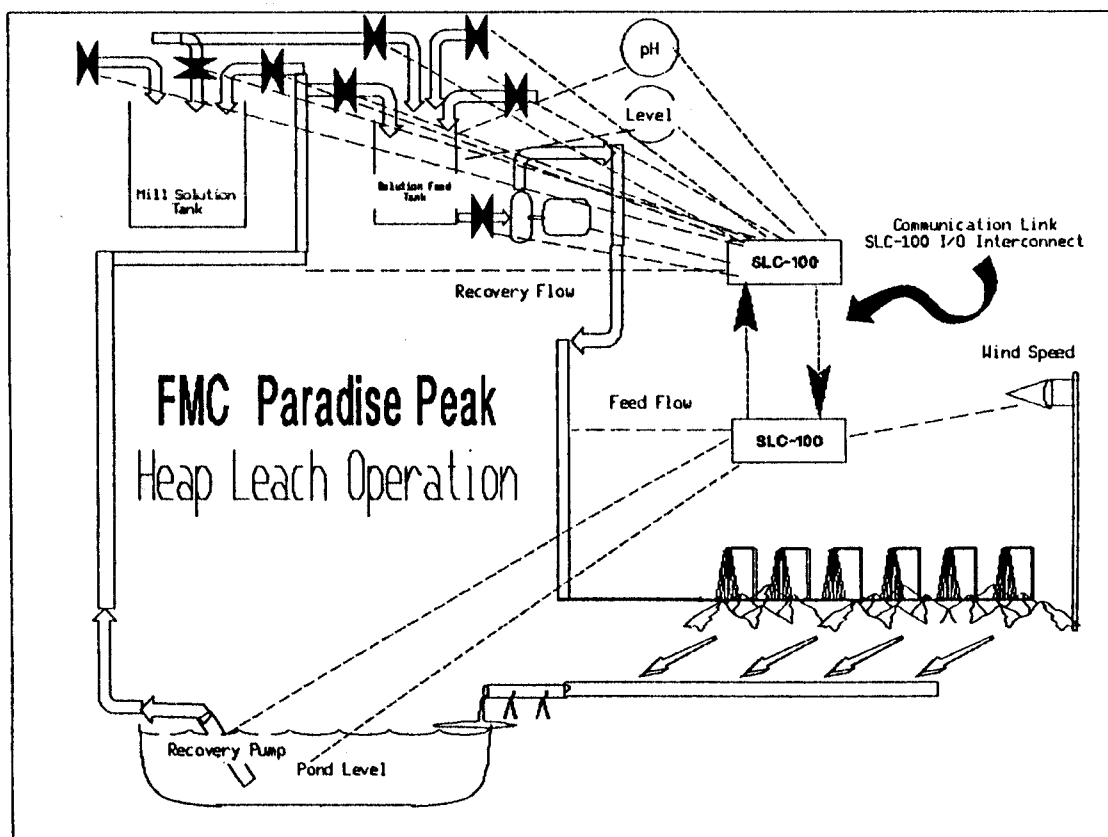 pH
Level
Mill Solution
Tank
Solution Feed
Tank
Communication Link
SLC-100 I/O Interconnect
SLC-100
Recovery Flow
Wind Speed
FMC Paradise Peak
Feed Flow
SLC-100
Heap Leach Operation
Recovery Pump
Pond Level